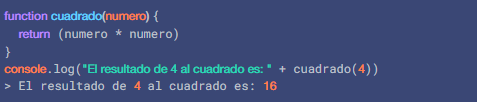 function cuadrado(numero) {
  return (numero * numero)
}
console.log("El resultado de 4 al cuadrado es: " + cuadrado(4))
> El resultado de 4 al cuadrado es: 16